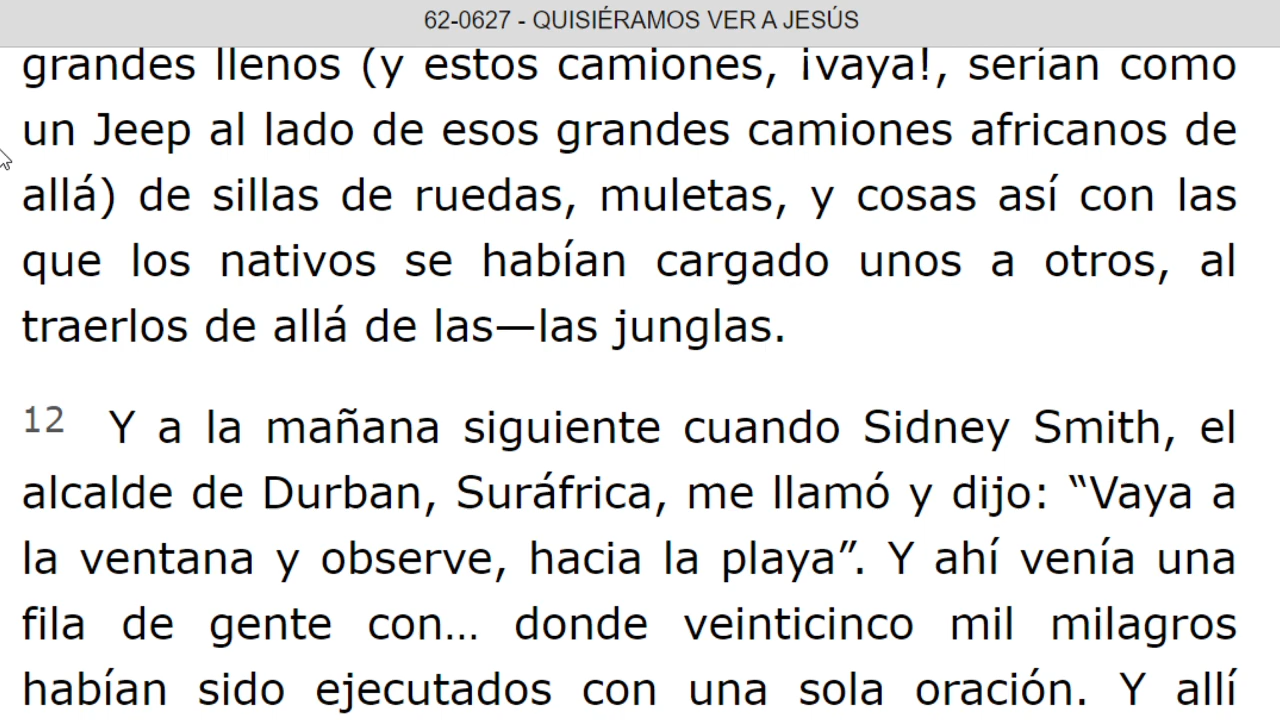 62-0627 - QUISIÉRAMOS VER A JESÚS
grandes llenos (y estos camiones, ¡vaya!, serían como
un Jeep al lado de esos grandes camiones africanos de
allá) de sillas de ruedas, muletas, y cosas así con las
que los nativos se habían cargado unos a otros, al
traerlos de allá de las—las junglas.
12 Y a la mañana siguiente cuando Sidney Smith, el
alcalde de Durban, Suráfrica, me llamó y dijo: “Vaya a
la ventana y observe, hacia la playa”. Y ahí venía una
fila de gente con… donde veinticinco mil milagros
habían sido ejecutados con una sola oración. Y allí